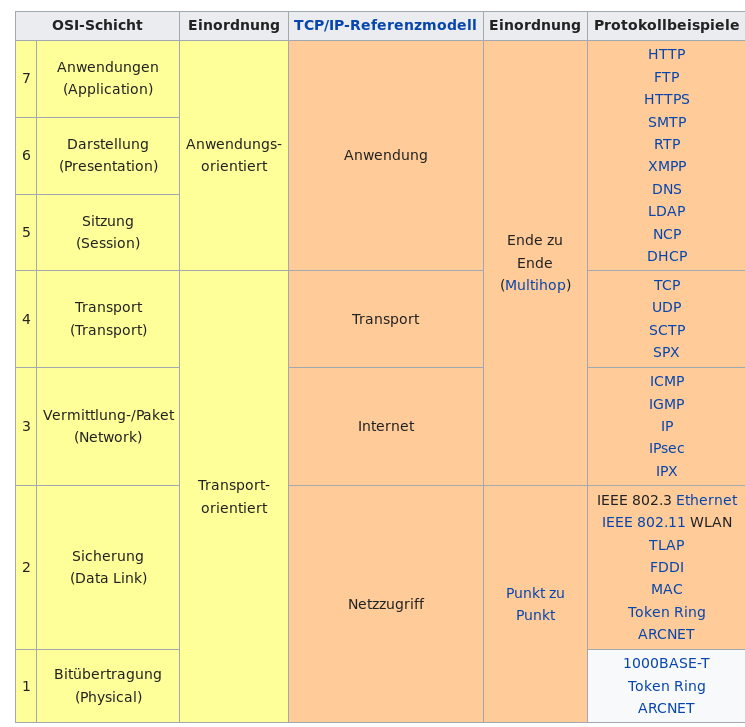 OSI-Schicht Einordnung TCP/IP-Referenzmodell Einordnung Protokollbeispiele
7
Anwendungen
(Application)
6
Darstellung
(Presentation)
5
Sitzung
(Session)
Anwendungs-
orientiert
Anwendung
Ende zu
Ende
(Multihop)
HTTP
FTP
HTTPS
SMTP
RTP
XMPP
DNS
LDAP
NCP
DHCP
4
Transport
(Transport)
Transport-
orientiert
Transport
TCP
UDP
SCTP
SPX
3
Vermittlung-/Paket
(Network)
Internet
ICMP
IGMP
IP
IPsec
IPX
2
Sicherung
(Data Link)
Netzzugriff
Punkt zu
Punkt
IEEE 802.3 Ethernet
IEEE 802.11 WLAN
TLAP
FDDI
MAC
Token Ring
ARCNET
1
Bitübertragung
(Physical)
1000BASE-T
Token Ring
ARCNET